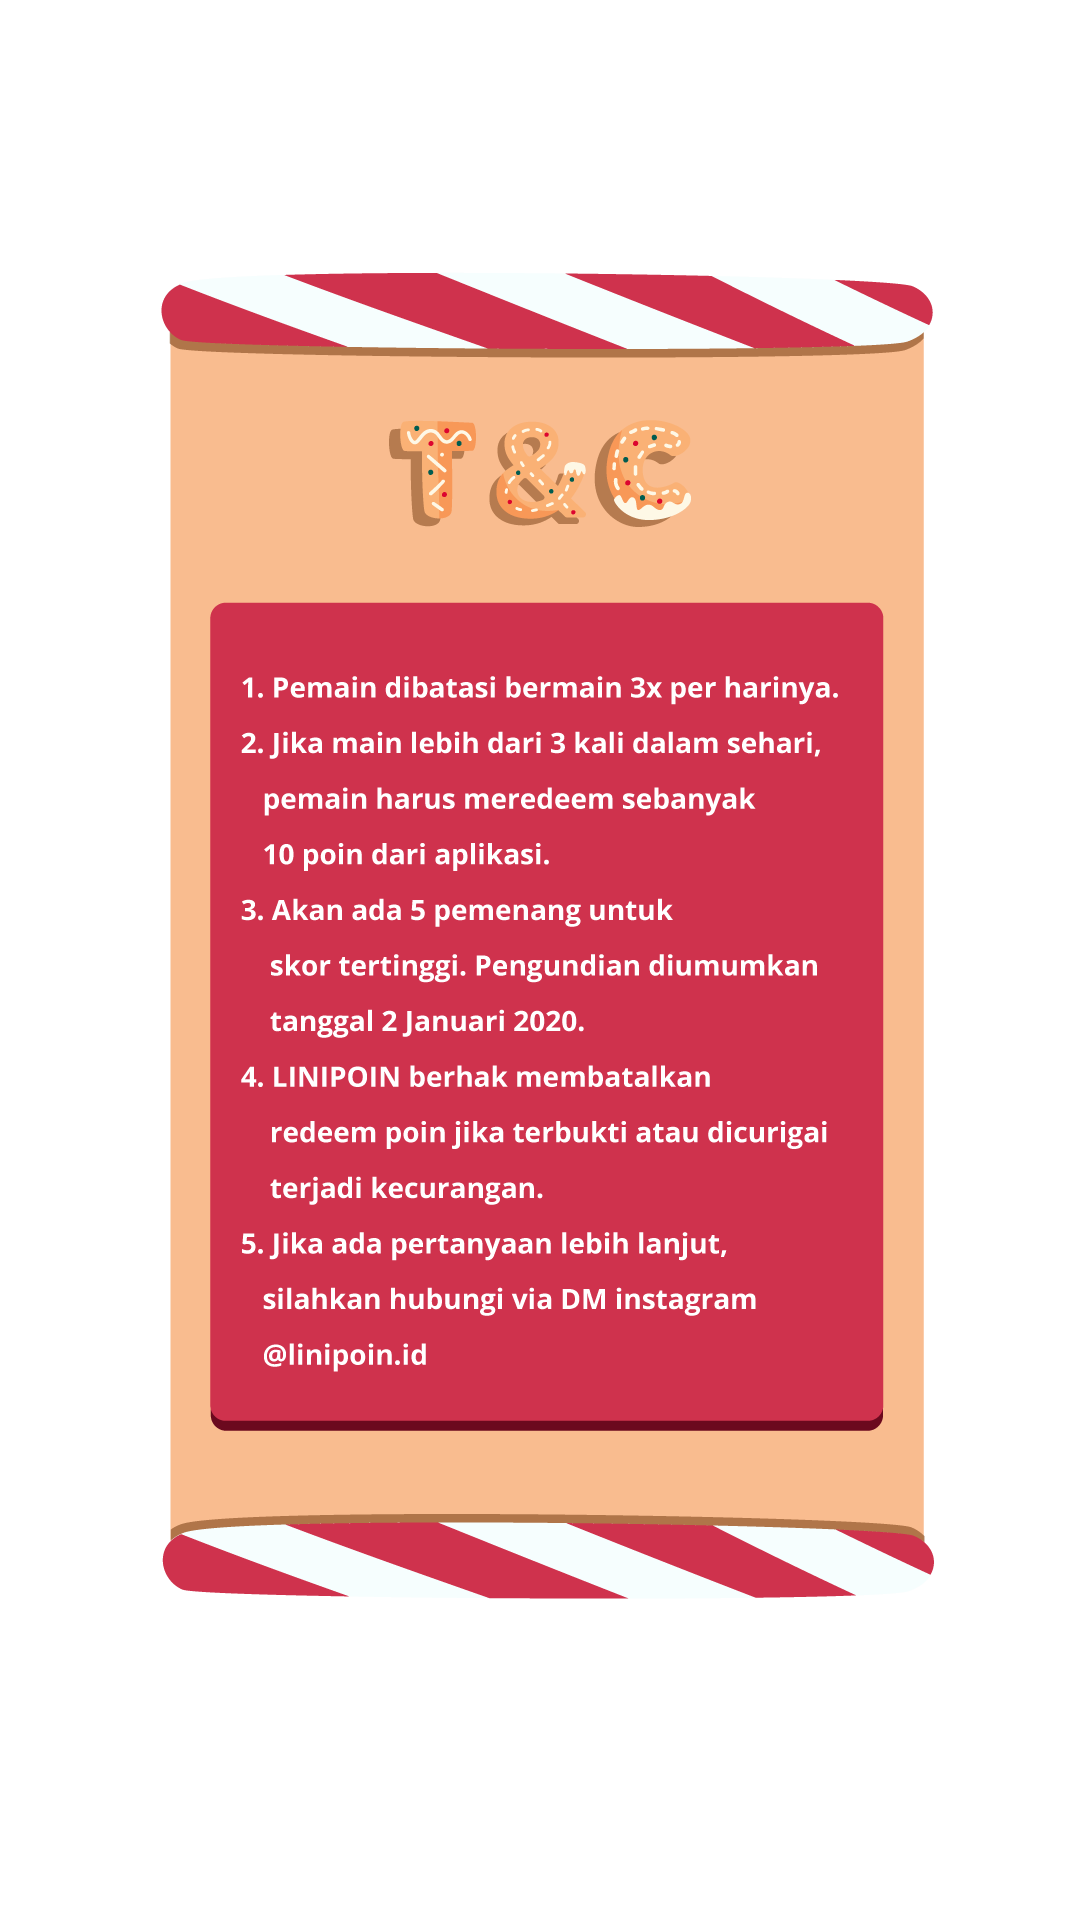 T&C
1. Pemain dibatasi bermain 3x per harinya.
2. Jika main lebih dari 3 kali dalam sehari,
pemain harus meredeem sebanyak
10 poin dari aplikasi.
3. Akan ada 5 pemenang untuk
skor tertinggi. Pengundian diumumkan
tanggal 2 Januari 2020.
4. LINIPOIN berhak membatalkan
redeem poin jika terbukti atau dicurigai
terjadi kecurangan.
5. Jika ada pertanyaan lebih lanjut,
silahkan hubungi via DM instagram
@linipoin.id